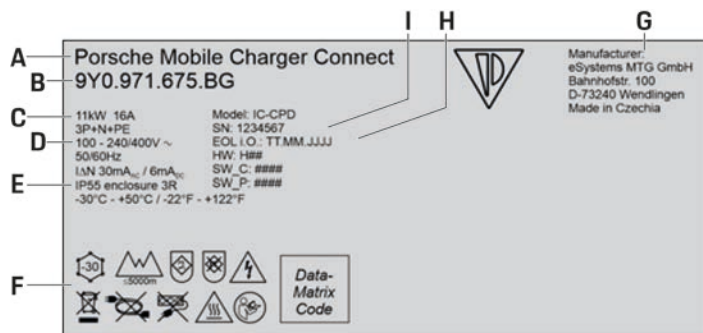 I
H
G
A
Porsche Mobile Charger Connect
B
9Y0.971.675.BG
Manufacturer:
eSystems MTG GmbH
Bahnhofstr. 100
D-73240 Wendlingen
Made in Czechia
C
11kW 16A
3P+N+PE
D
100 - 240/400V ~
50/60Hz
I∆N 30mAAC / 6mADC
E
IP55 enclosure 3R
-30°C - +50°C / -22°F - +122°F
Model: IC-CPD
SN: 1234567
EOL i.O.: TT.MM.JJJJ
HW: H##
SW_C: ####
SW_P: ####
F
-30
≤5000m
2
Data-
Matrix
Code